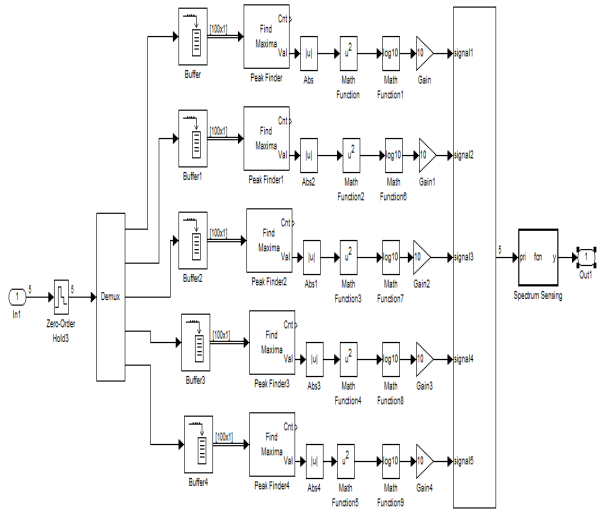 Cnt
[100x1]
Find
Maxima
Val
|u|
u2
log10
10
signal1
Buffer
Peak Finder
Abs
Math
Function
Math
Function1
Gain
Cnt
[100x1]
Find
Maxima
Val
|u|
u2
log10
10
signal2
Buffer1
Peak Finder1
Abs2
Math
Function2
Math
Function6
Gain1
Cnt
[100x1]
Find
Maxima
Val
|u|
u2
log10
10
signal3
Buffer2
Peak Finder2
Abs1
Math
Function3
Math
Function7
Gain2
1
In1
5
Zero-Order
Hold3
5
Demux
5
pri
fcn
y
Spectrum Sensing
1
Out1
Cnt
[100x1]
Find
Maxima
Val
|u|
u2
log10
10
signal4
Buffer3
Peak Finder3
Abs3
Math
Function4
Math
Function8
Gain3
Cnt
[100x1]
Find
Maxima
Val
|u|
u2
log10
10
signal5
Buffer4
Peak Finder4
Abs4
Math
Function5
Math
Function9
Gain4